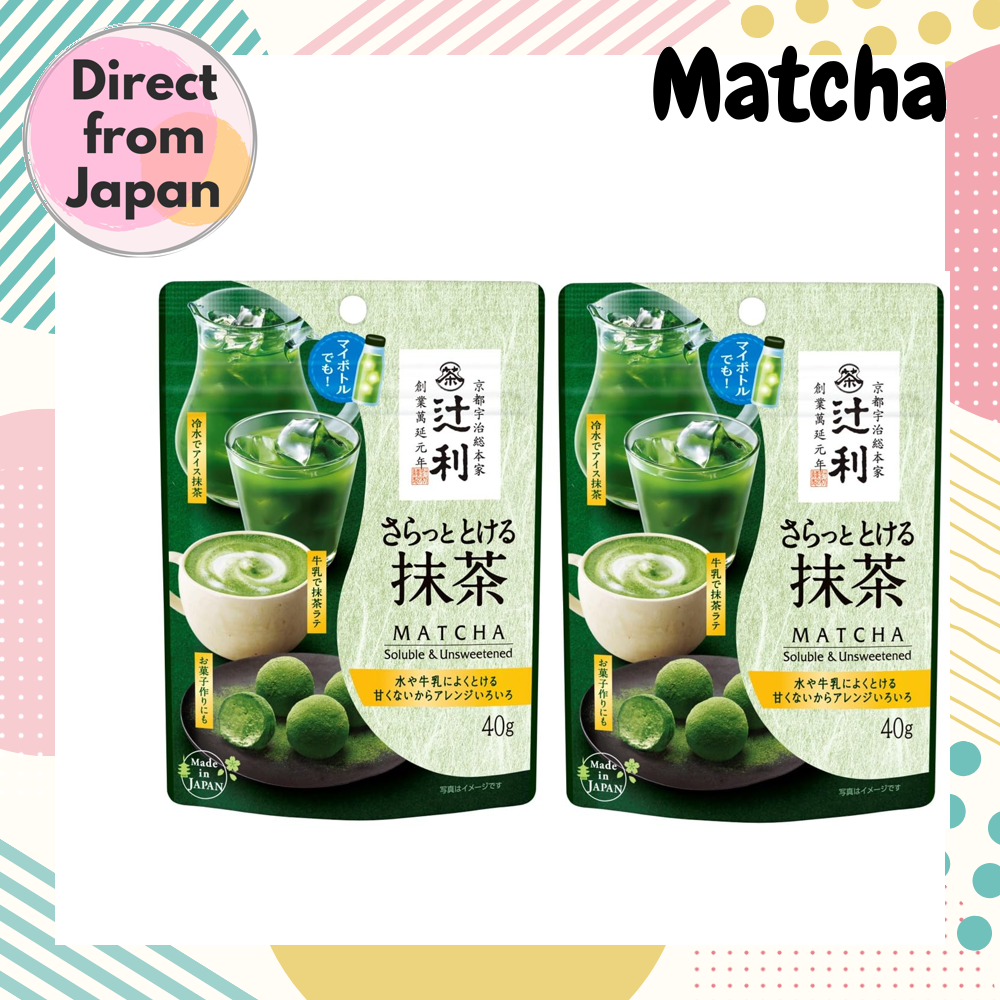 Direct
from
Japan
Matcha
マイボトル
でも!
冷水でアイス抹茶
茶
京都宇治総本家
辻利
創業萬延元年
さらっと とける
抹茶
牛乳で抹茶ラテ
MATCHA
Soluble & Unsweetened
お菓子作りにも
水や牛乳によくとける
甘くないからアレンジいろいろ
40g
Made
in
JAPAN
写真はイメージです
マイボトル
でも!
冷水でアイス抹茶
茶
京都宇治総本家
辻利
創業萬延元年
さらっと とける
抹茶
牛乳で抹茶ラテ
MATCHA
Soluble & Unsweetened
お菓子作りにも
水や牛乳によくとける
甘くないからアレンジいろいろ
40g
Made
in
JAPAN
写真はイメージです